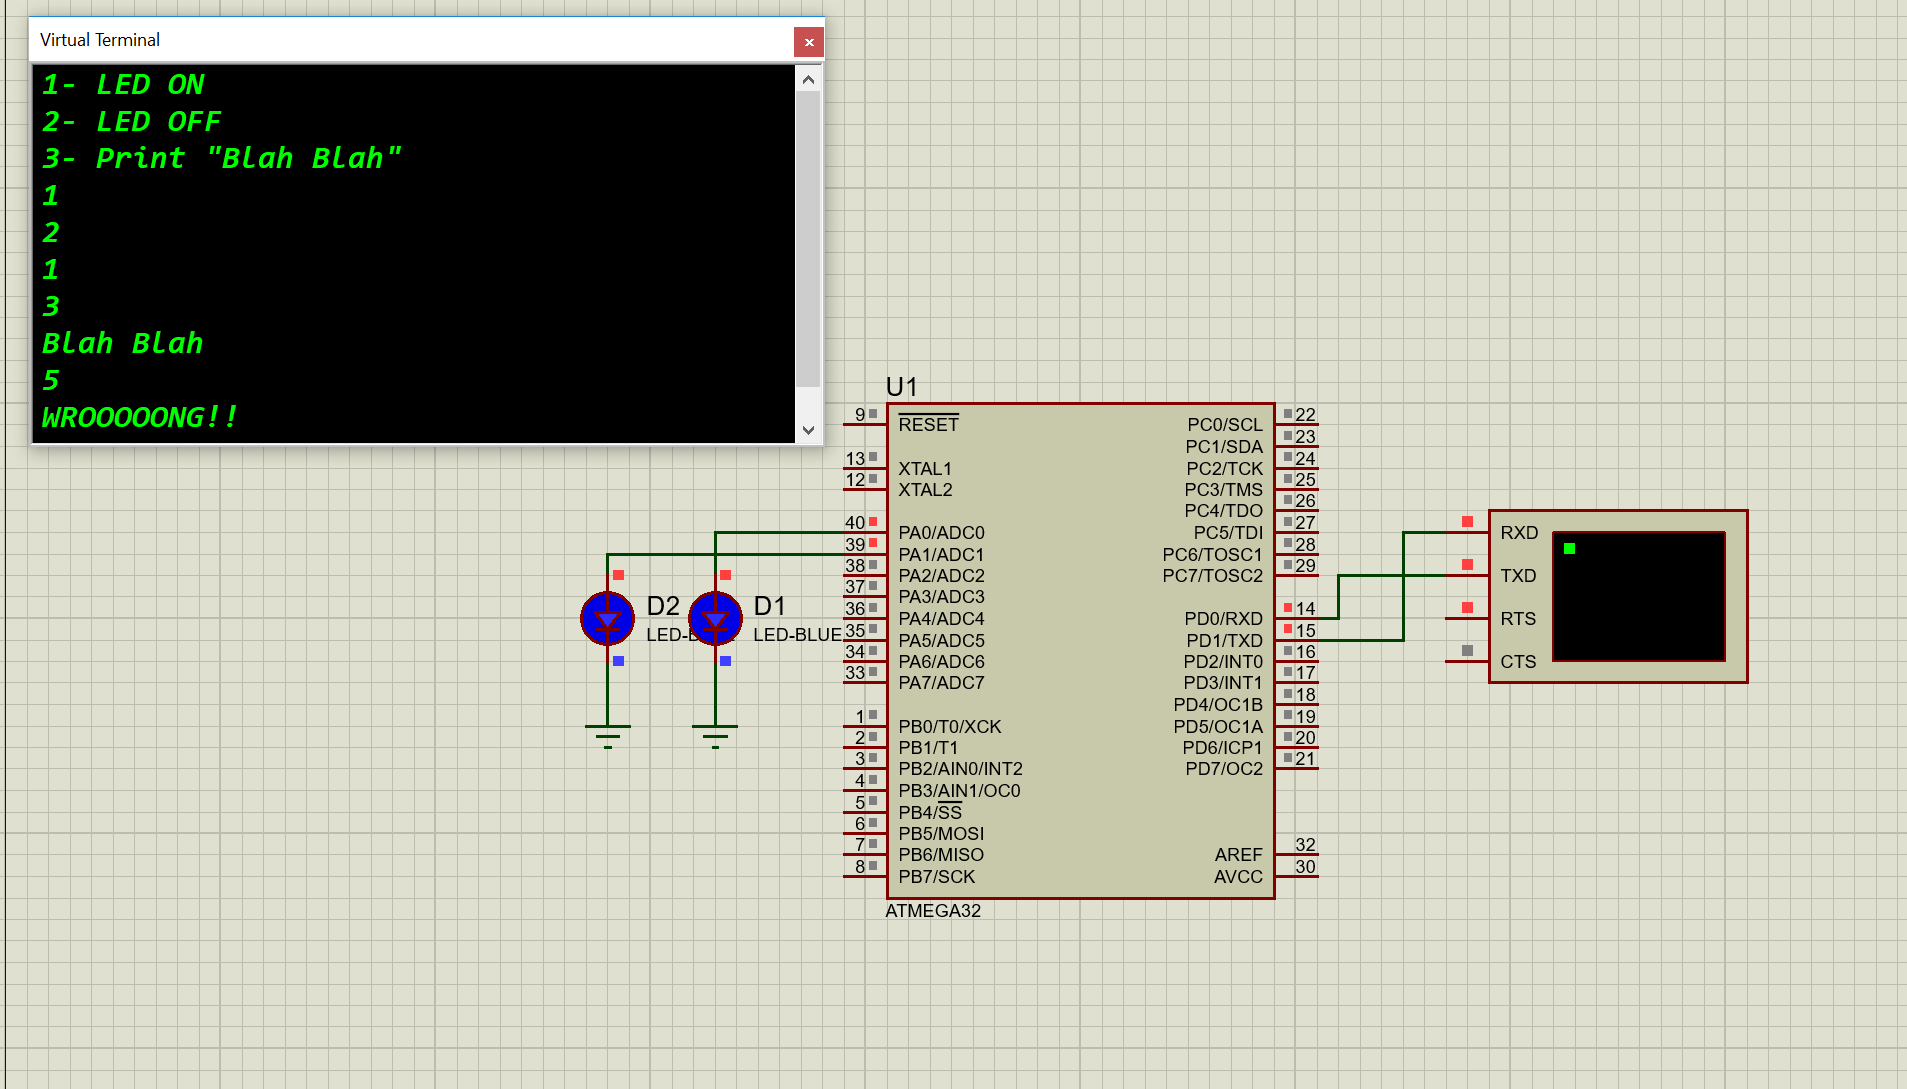 Virtual Terminal
1- LED ON
2- LED OFF
3- Print "Blah Blah"
1
2
1
3
Blah Blah
5
WROOOOONG!!
U1
9 RESET
13 XTAL1
12 XTAL2
40 PA0/ADC0
39 PA1/ADC1
38 PA2/ADC2
37 PA3/ADC3
36 PA4/ADC4
35 PA5/ADC5
34 PA6/ADC6
33 PA7/ADC7
1 PB0/T0/XCK
2 PB1/T1
3 PB2/AIN0/INT2
4 PB3/AIN1/OC0
5 PB4/SS
6 PB5/MOSI
7 PB6/MISO
8 PB7/SCK
PC0/SCL 22
PC1/SDA 23
PC2/TCK 24
PC3/TMS 25
PC4/TDO 26
PC5/TDI 27
PC6/TOSC1 28
PC7/TOSC2 29
PD0/RXD 14
PD1/TXD 15
PD2/INT0 16
PD3/INT1 17
PD4/OC1B 18
PD5/OC1A 19
PD6/ICP1 20
PD7/OC2 21
AREF 32
AVCC 30
ATMEGA32
D2
D1
LED-BLUE
RXD
TXD
RTS
CTS